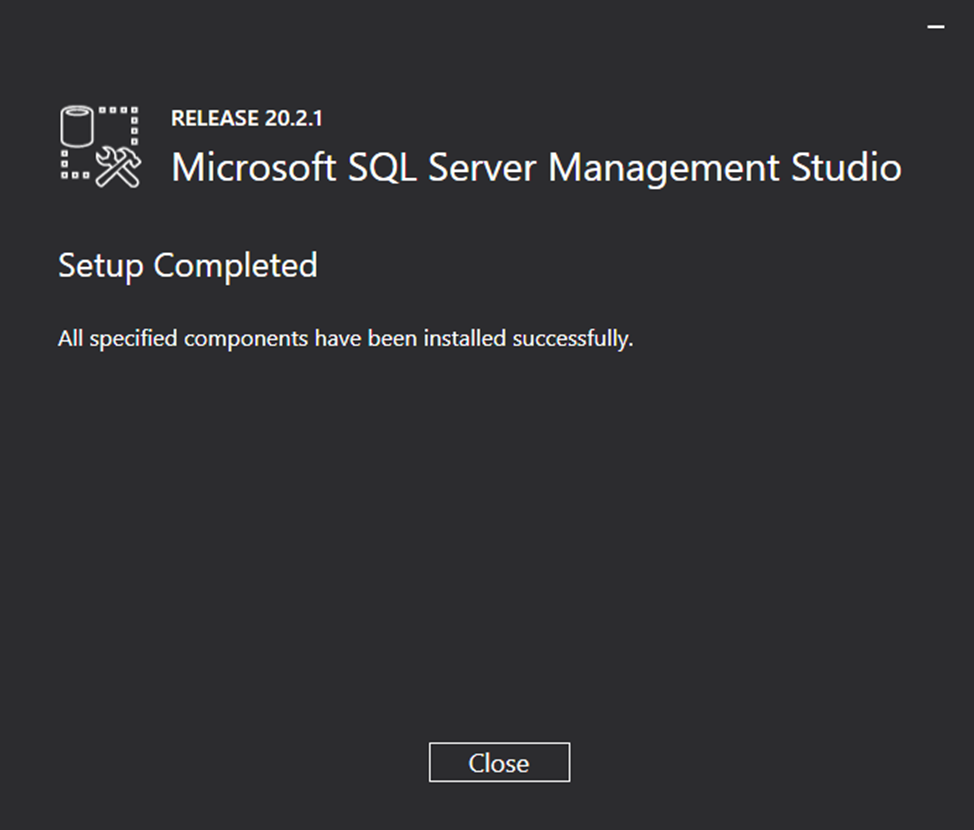 RELEASE 20.2.1
Microsoft SQL Server Management Studio
Setup Completed
All specified components have been installed successfully.
Close